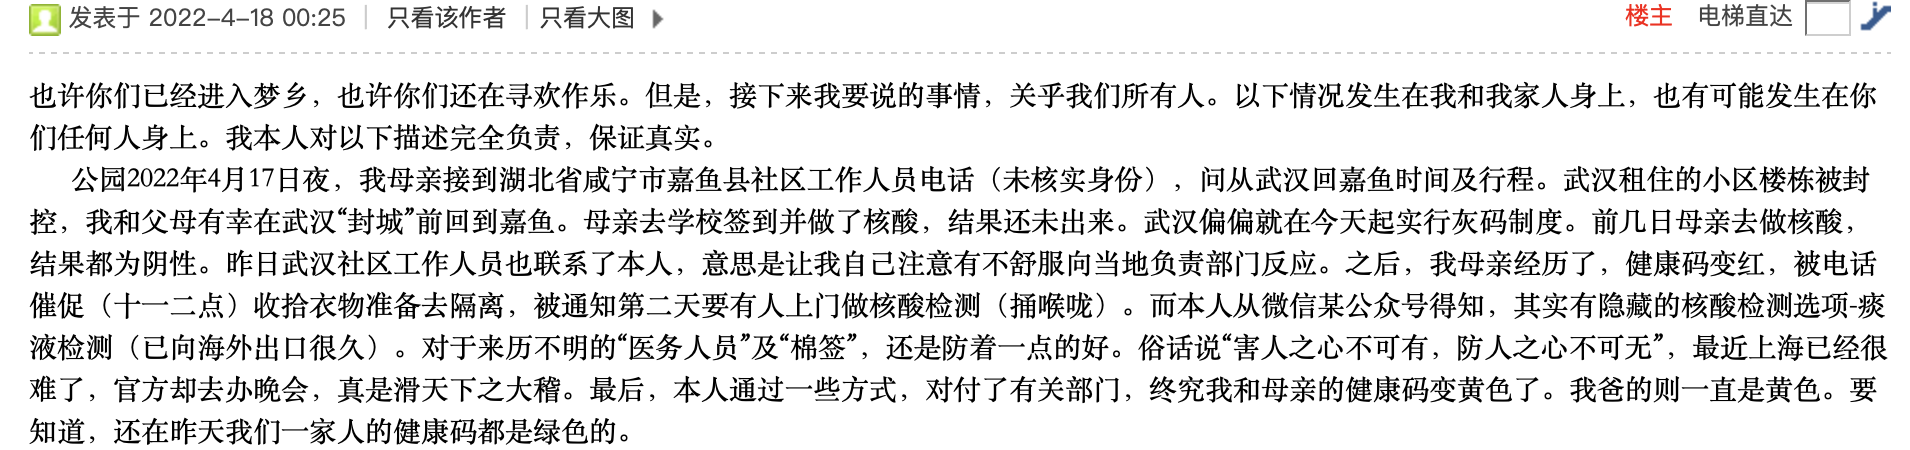 发表于 2022-4-18 00:25 只看该作者 只看大图 楼主 电梯直达
也许你们已经进入梦乡，也许你们还在寻欢作乐。但是，接下来我要说的事情，关乎我们所有人。以下情况发生在我和我家人身上，也有可能发生在你
们任何人身上。我本人对以下描述完全负责，保证真实。
公园2022年4月17日夜，我母亲接到湖北省咸宁市嘉鱼县社区工作人员电话（未核实身份），问从武汉回嘉鱼时间及行程。武汉租住的小区楼栋被封
控，我和父母有幸在武汉“封城”前回到嘉鱼。母亲去学校签到并做了核酸，结果还未出来。武汉偏偏就在今天起实行灰码制度。前几日母亲去做核酸，
结果都为阴性。昨日武汉社区工作人员也联系了本人，意思是让我自己注意有不舒服向当地负责部门反应。之后，我母亲经历了，健康码变红，被电话
催促（十一二点）收拾衣物准备去隔离，被通知第二天要有人上门做核酸检测（捅喉咙）。而本人从微信某公众号得知，其实有隐藏的核酸检测选项-痰
液检测（已向海外出口很久）。对于来历不明的“医务人员”及“棉签”，还是防着一点的好。俗话说“害人之心不可有，防人之心不可无”，最近上海已经很
难了，官方却去办晚会，真是滑天下之大稽。最后，本人通过一些方式，对付了有关部门，终究我和母亲的健康码变黄色了。我爸的则一直是黄色。要
知道，还在昨天我们一家人的健康码都是绿色的。